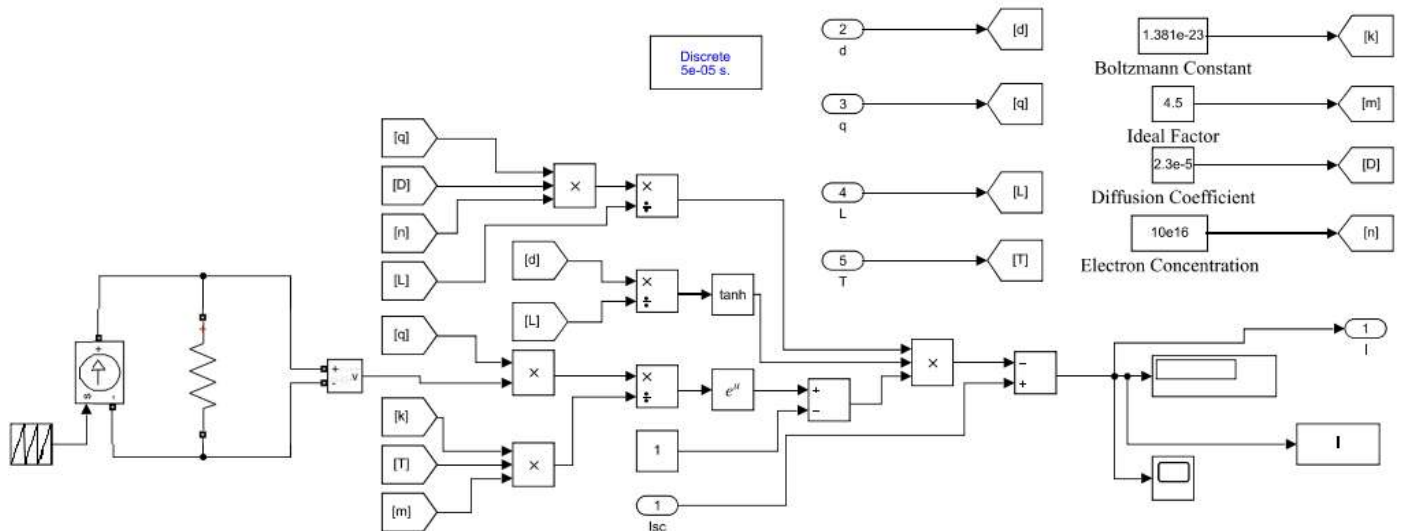 Discrete
5e-05 s.
2
d
[d]
3
q
[q]
4
L
[L]
5
T
[T]
1.381e-23
[k]
Boltzmann Constant
4.5
[m]
Ideal Factor
2.3e-5
[D]
Diffusion Coefficient
10e16
[n]
Electron Concentration
[q]
[D]
[n]
[L]
×
×
÷
[d]
[L]
×
÷
tanh
[q]
×
×
÷
e^u
+
−
[k]
[T]
[m]
×
1
1
Isc
×
−
+
1
I
I
+
-
s
+
+
-
v